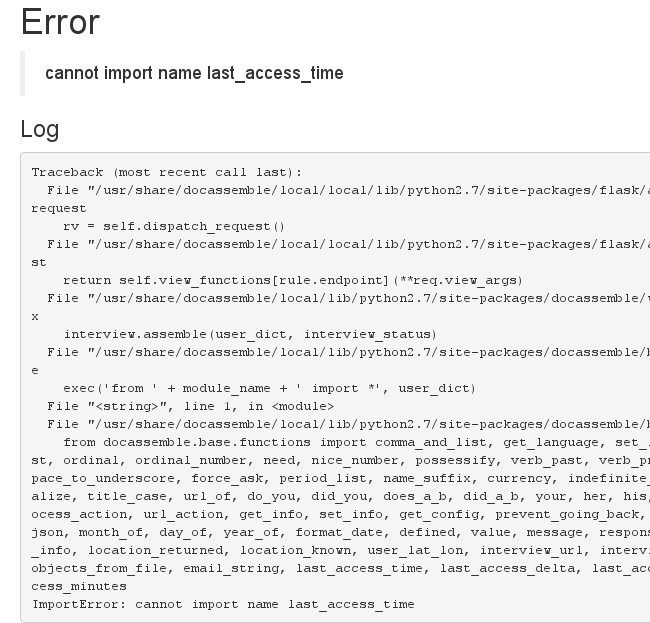 Error
cannot import name last_access_time
Log
Traceback (most recent call last):
File "/usr/share/docassemble/local/local/lib/python2.7/site-packages/flask/
request
rv = self.dispatch_request()
File "/usr/share/docassemble/local/local/lib/python2.7/site-packages/flask/
st
return self.view_functions[rule.endpoint](**req.view_args)
File "/usr/share/docassemble/local/local/lib/python2.7/site-packages/docassemble/
x
interview.assemble(user_dict, interview_status)
File "/usr/share/docassemble/local/local/lib/python2.7/site-packages/docassemble/
e
exec('from ' + module_name + ' import *', user_dict)
File "<string>", line 1, in <module>
File "/usr/share/docassemble/local/local/lib/python2.7/site-packages/docassemble/
from docassemble.base.functions import comma_and_list, get_language, set_
st, ordinal, ordinal_number, need, nice_number, possessify, verb_past, verb_pr
pace_to_underscore, force_ask, period_list, name_suffix, currency, indefinite_
alize, title_case, url_of, do_you, did_you, does_a_b, did_a_b, your, her, his,
ocess_action, url_action, get_info, set_info, get_config, prevent_going_back,
json, month_of, day_of, year_of, format_date, defined, value, message, respons
_info, location_returned, location_known, user_lat_lon, interview_url, intervi
objects_from_file, email_string, last_access_time, last_access_delta, last_acc
cess_minutes
ImportError: cannot import name last_access_time